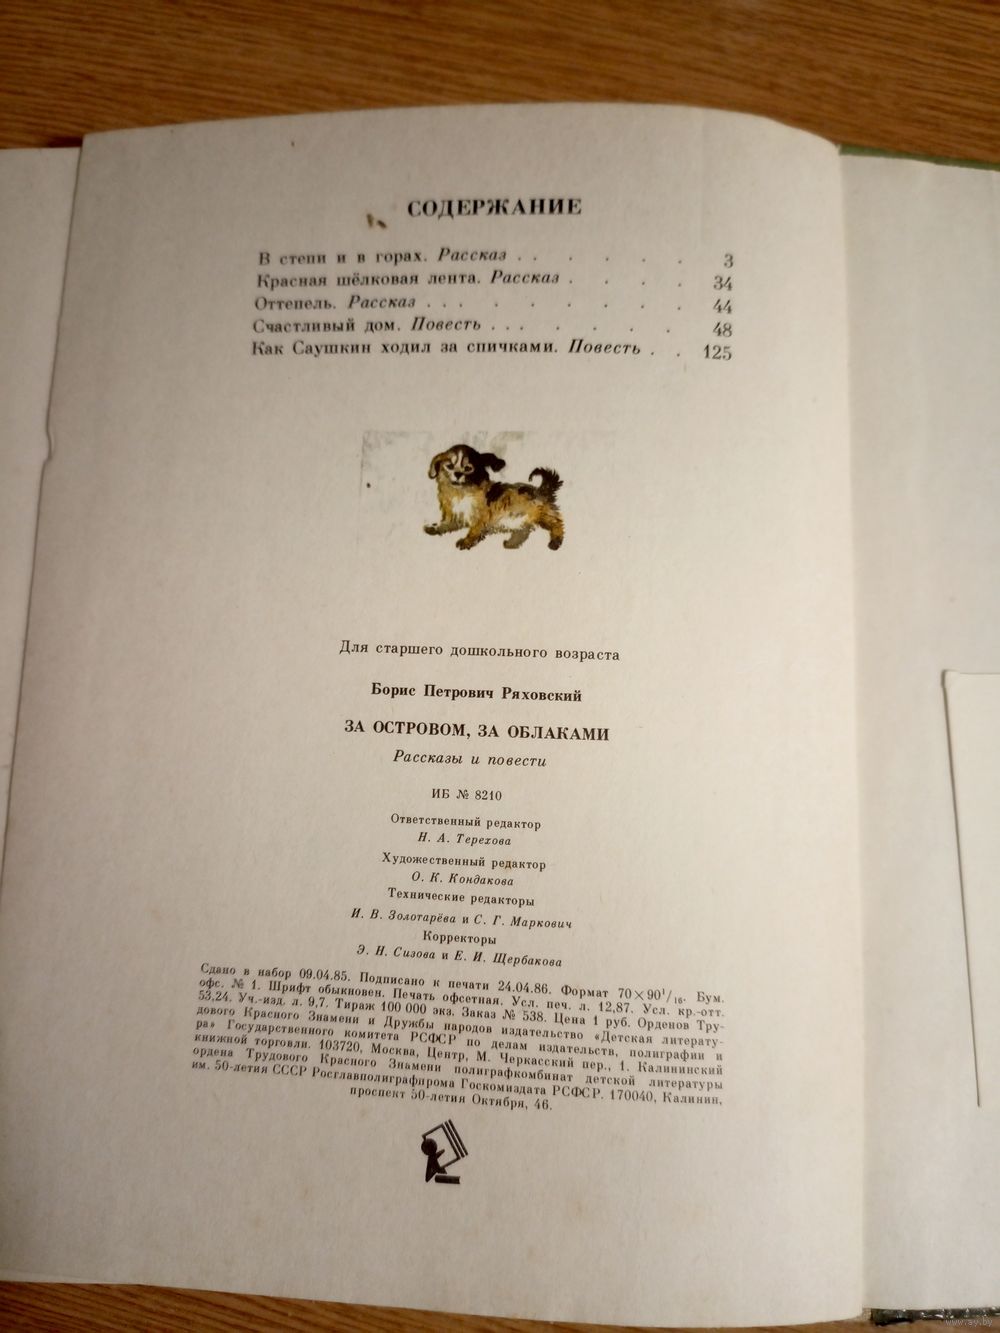 СОДЕРЖАНИЕ
В степи и в горах. Рассказ . . . . . . 3
Красная шёлковая лента. Рассказ . . . . 34
Оттепель. Рассказ . . . . . . . . . 44
Счастливый дом. Повесть . . . . . . . 48
Как Саушкин ходил за спичками. Повесть . . 125
Для старшего дошкольного возраста
Борис Петрович Ряховский
ЗА ОСТРОВОМ, ЗА ОБЛАКАМИ
Рассказы и повести
ИБ № 8210
Ответственный редактор
Н. А. Терехова
Художественный редактор
О. К. Кондакова
Технические редакторы
И. В. Золотарёва и С. Г. Маркович
Корректоры
Э. Н. Сизова и Е. И. Щербакова
Сдано в набор 09.04.85. Подписано к печати 24.04.86. Формат 70×90¹/₁₆. Бум.
офс. № 1. Шрифт обыкновен. Печать офсетная. Усл. печ. л. 12,87. Усл. кр.-отт.
53,24. Уч.-изд. л. 9,7. Тираж 100 000 экз. Заказ № 538. Цена 1 руб. Орденов Тру-
дового Красного Знамени и Дружбы народов издательство «Детская литерату-
ра» Государственного комитета РСФСР по делам издательств, полиграфии и
книжной торговли. 103720, Москва, Центр, М. Черкасский пер., 1. Калининский
ордена Трудового Красного Знамени полиграфкомбинат детской литературы
им. 50-летия СССР Росглавполиграфпрома Госкомиздата РСФСР. 170040, Калинин,
проспект 50-летия Октября, 46.
www.ay.by